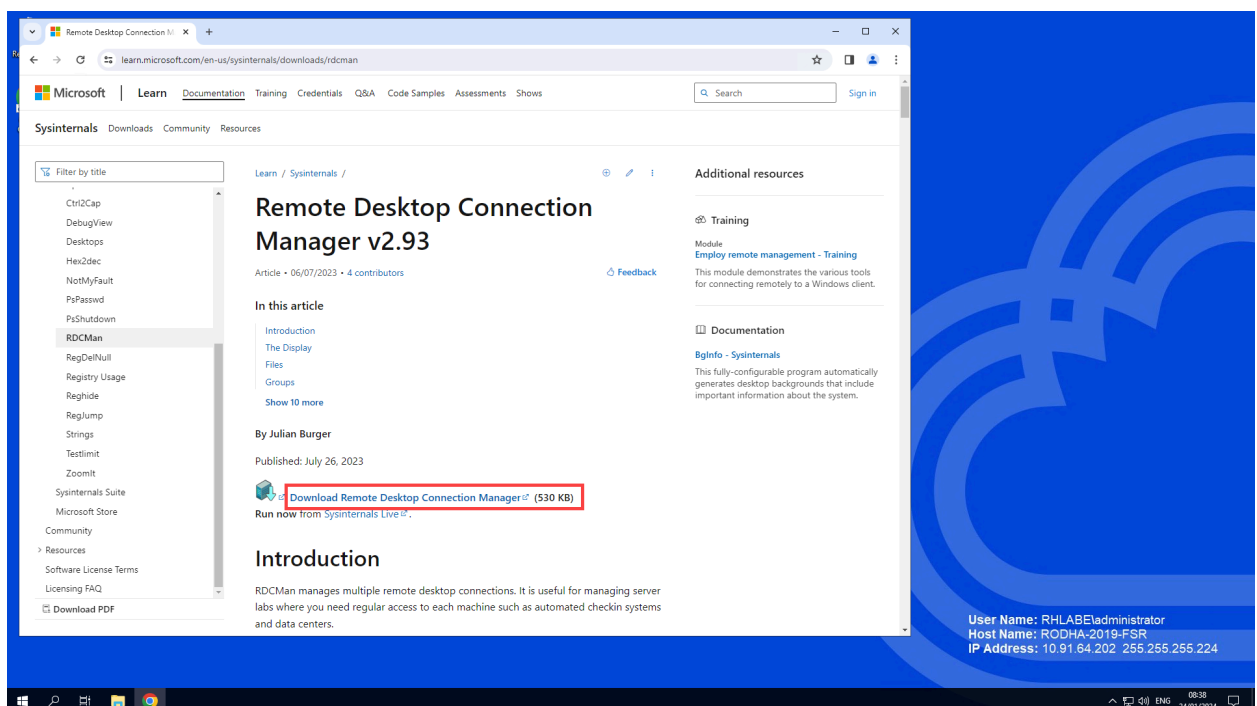 Remote Desktop Connection M
learn.microsoft.com/en-us/sysinternals/downloads/rdcman
Microsoft Learn Documentation Training Credentials Q&A Code Samples Assessments Shows Search Sign in
Sysinternals Downloads Community Resources
Filter by title
Ctrl2Cap
DebugView
Desktops
Hex2dec
NotMyFault
PsPasswd
PsShutdown
RDCMan
RegDelNull
Registry Usage
Reghide
RegJump
Strings
Testlimit
ZoomIt
Sysinternals Suite
Microsoft Store
Community
Resources
Software License Terms
Licensing FAQ
Download PDF
Learn / Sysinternals /
Remote Desktop Connection
Manager v2.93
Article • 06/07/2023 • 4 contributors
Feedback
In this article
Introduction
The Display
Files
Groups
Show 10 more
By Julian Burger
Published: July 26, 2023
Download Remote Desktop Connection Manager (530 KB)
Run now from Sysinternals Live.
Introduction
RDCMan manages multiple remote desktop connections. It is useful for managing server
labs where you need regular access to each machine such as automated checkin systems
and data centers.
Additional resources
Training
Module
Employ remote management - Training
This module demonstrates the various tools
for connecting remotely to a Windows client.
Documentation
BgInfo - Sysinternals
This fully-configurable program automatically
generates desktop backgrounds that include
important information about the system.
User Name: RHLABE\administrator
Host Name: RODHA-2019-FSR
IP Address: 10.91.64.202 255.255.255.224
ENG
08:38
24/01/2024